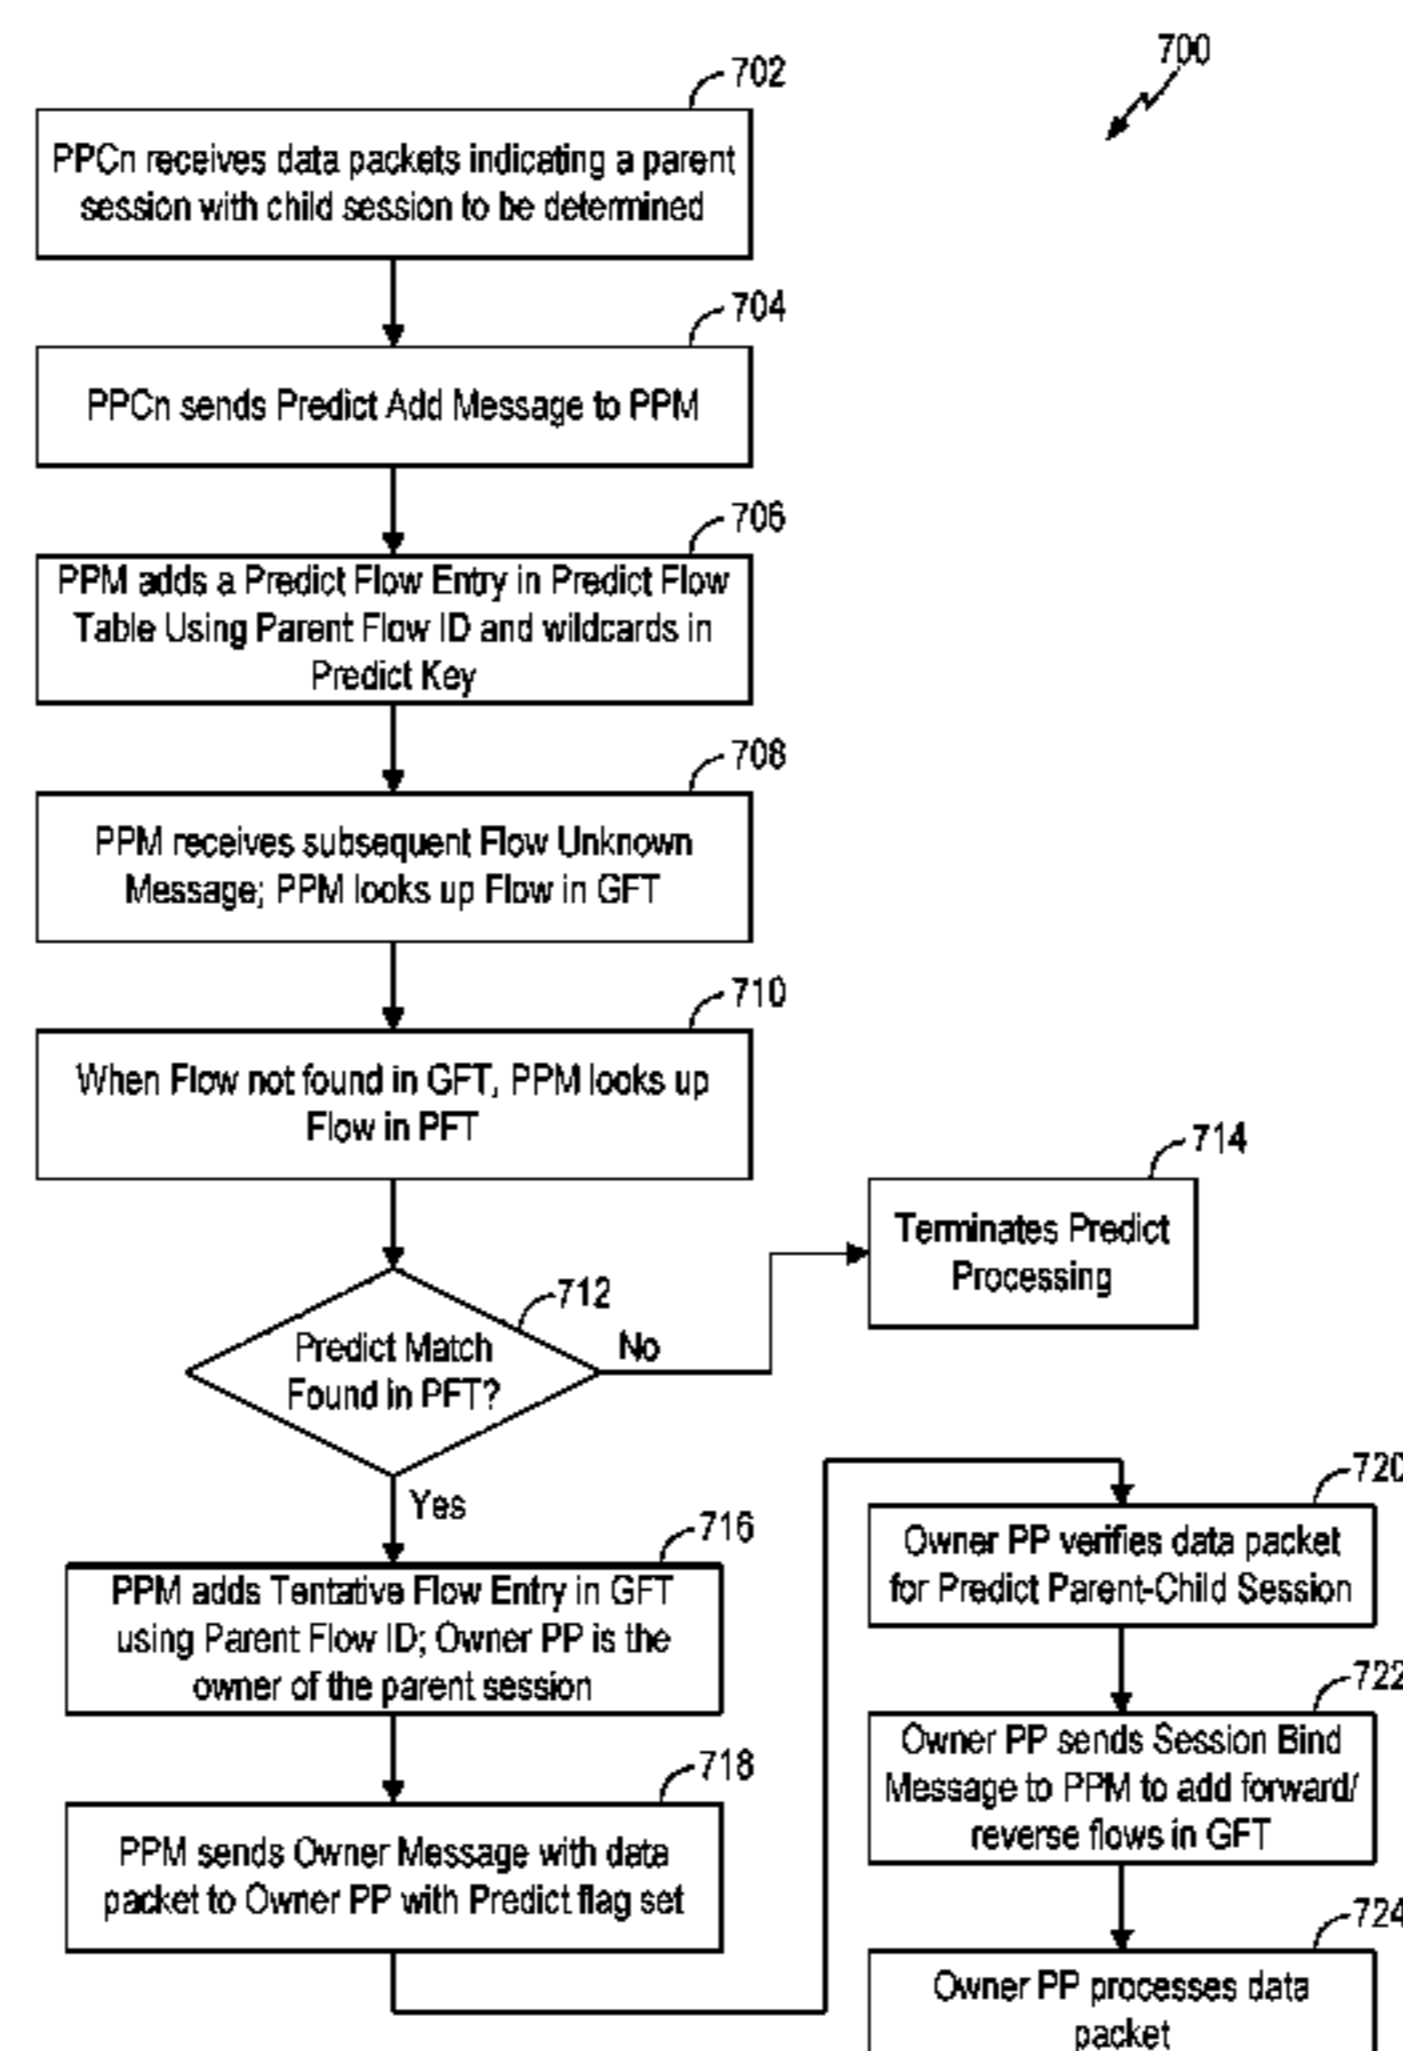 700
702
PPCn receives data packets indicating a parent
session with child session to be determined
704
PPCn sends Predict Add Message to PPM
706
PPM adds a Predict Flow Entry in Predict Flow
Table Using Parent Flow ID and wildcards in
Predict Key
708
PPM receives subsequent Flow Unknown
Message; PPM looks up Flow in GFT
710
When Flow not found in GFT, PPM looks up
Flow in PFT
712
Predict Match
Found in PFT?
No
714
Terminates Predict
Processing
Yes
716
PPM adds Tentative Flow Entry in GFT
using Parent Flow ID; Owner PP is the
owner of the parent session
718
PPM sends Owner Message with data
packet to Owner PP with Predict flag set
720
Owner PP verifies data packet
for Predict Parent-Child Session
722
Owner PP sends Session Bind
Message to PPM to add forward/
reverse flows in GFT
724
Owner PP processes data
packet